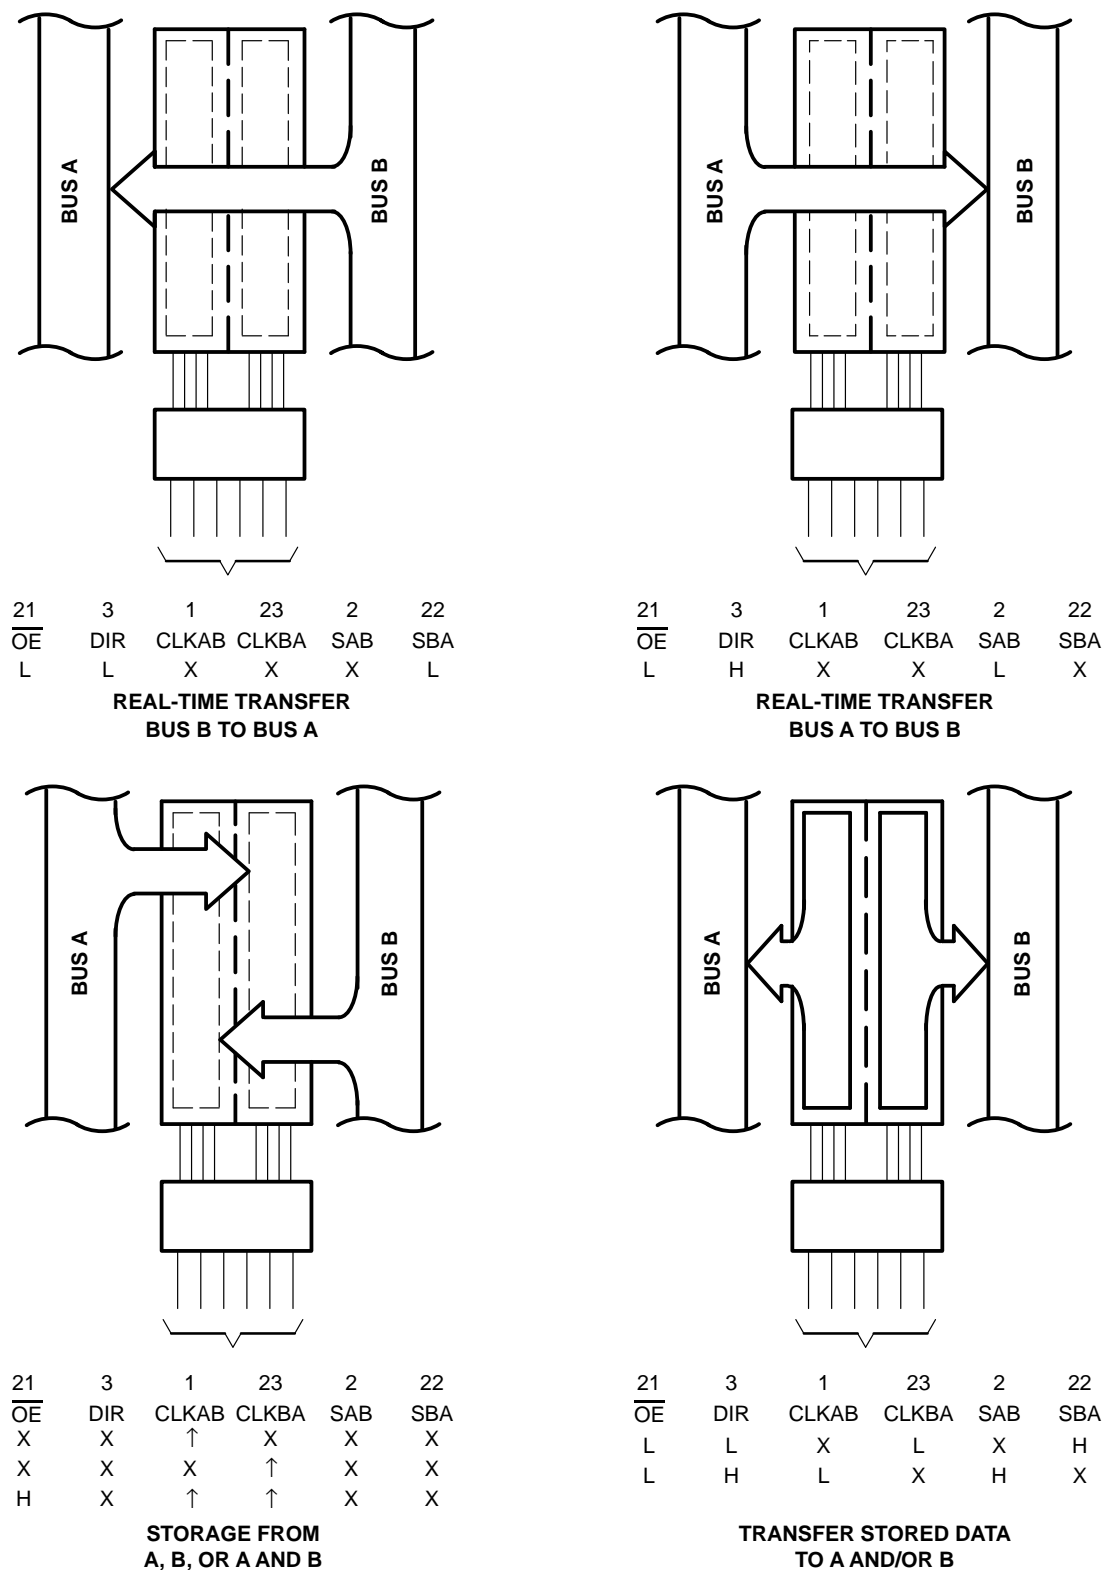 BUS A
BUS B
21 3 1 23 2 22
OE DIR CLKAB CLKBA SAB SBA
L L X X X L
REAL-TIME TRANSFER
BUS B TO BUS A
BUS A
BUS B
21 3 1 23 2 22
OE DIR CLKAB CLKBA SAB SBA
L H X X L X
REAL-TIME TRANSFER
BUS A TO BUS B
BUS A
BUS B
21 3 1 23 2 22
OE DIR CLKAB CLKBA SAB SBA
X X ↑ X X X
X X X ↑ X X
H X ↑ ↑ X X
STORAGE FROM
A, B, OR A AND B
BUS A
BUS B
21 3 1 23 2 22
OE DIR CLKAB CLKBA SAB SBA
L L X L X H
L H L X H X
TRANSFER STORED DATA
TO A AND/OR B